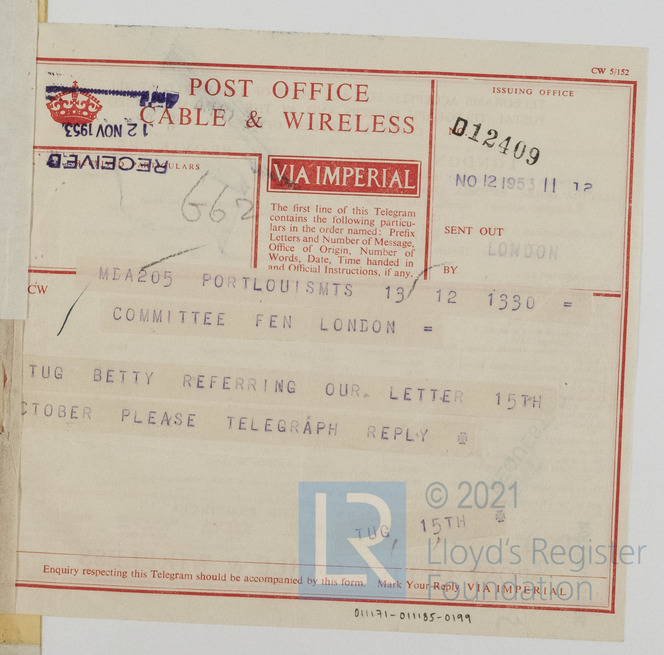 CW 5/152
POST OFFICE
CABLE & WIRELESS
ISSUING OFFICE
12 NOV 1953
RECEIVED
ULARS
662
VIA IMPERIAL
The first line of this Telegram
contains the following particu-
lars in the order named: Prefix
Letters and Number of Message,
Office of Origin, Number of
Words, Date, Time handed in
and Official Instructions, if any.
D12409
NO 12 1953 11 12
SENT OUT
LONDON
BY
CW
MDA205 PORTLOUISMTS 13/ 12 1330 =
COMMITTEE FEN LONDON =
TUG BETTY REFERRING OUR LETTER 15TH
CTOBER PLEASE TELEGRAPH REPLY
TUG, 15TH
© 2021
LR
Lloyd's Register
Foundation
Enquiry respecting this Telegram should be accompanied by this form. Mark Your Reply VIA IMPERIAL
011171-011185-0199